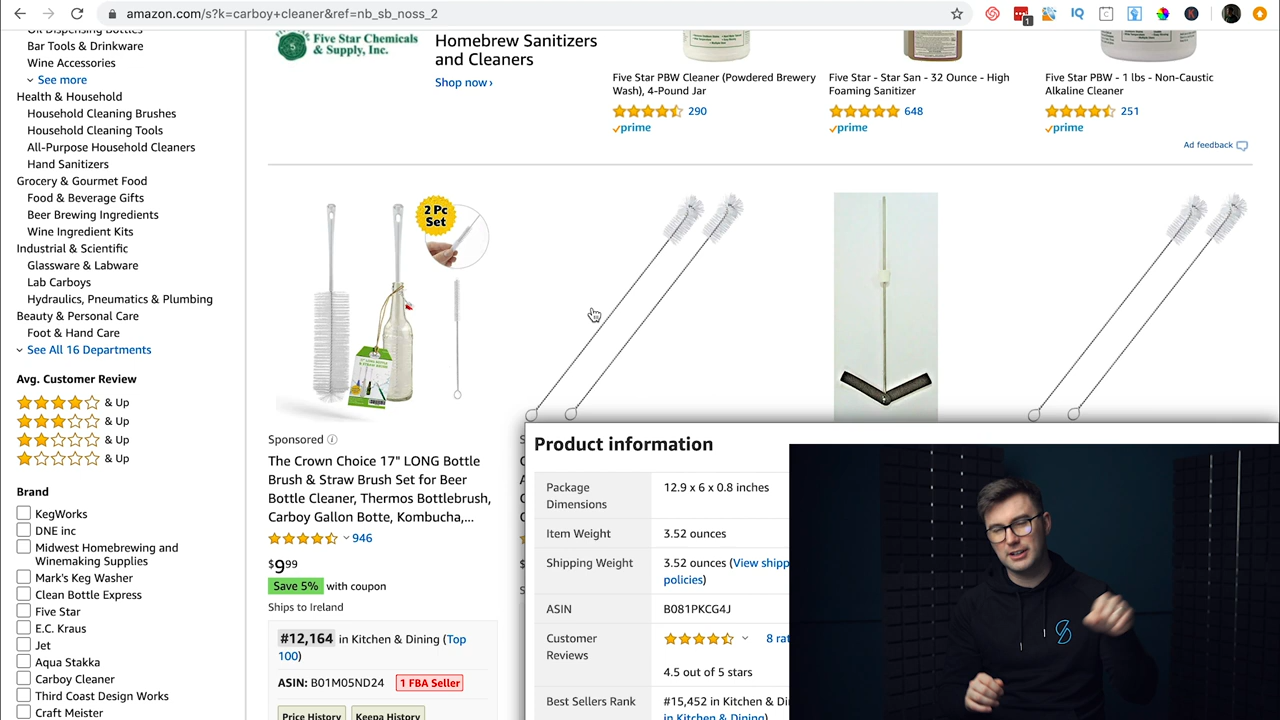 amazon.com/s?k=carboy+cleaner&ref=nb_sb_noss_2
Bar Tools & Drinkware
Wine Accessories
See more
Health & Household
Household Cleaning Brushes
Household Cleaning Tools
All-Purpose Household Cleaners
Hand Sanitizers
Grocery & Gourmet Food
Food & Beverage Gifts
Beer Brewing Ingredients
Wine Ingredient Kits
Industrial & Scientific
Glassware & Labware
Lab Carboys
Hydraulics, Pneumatics & Plumbing
Beauty & Personal Care
Foot & Hand Care
See All 16 Departments
Avg. Customer Review
& Up
& Up
& Up
& Up
Brand
KegWorks
DNE inc
Midwest Homebrewing and
Winemaking Supplies
Mark's Keg Washer
Clean Bottle Express
Five Star
E.C. Kraus
Jet
Aqua Stakka
Carboy Cleaner
Third Coast Design Works
Craft Meister
Five Star Chemicals
& Supply, Inc.
Homebrew Sanitizers
and Cleaners
Shop now ›
Five Star PBW Cleaner (Powdered Brewery
Wash), 4-Pound Jar
290
prime
Five Star - Star San - 32 Ounce - High
Foaming Sanitizer
648
prime
Five Star PBW - 1 lbs - Non-Caustic
Alkaline Cleaner
251
prime
Ad feedback
2 Pc
Set
Sponsored
The Crown Choice 17" LONG Bottle
Brush & Straw Brush Set for Beer
Bottle Cleaner, Thermos Bottlebrush,
Carboy Gallon Botte, Kombucha,...
946
$9.99
Save 5% with coupon
Ships to Ireland
#12,164 in Kitchen & Dining (Top
100)
ASIN: B01M05ND24 1 FBA Seller
Price History Keepa History
Product information
Package
Dimensions
12.9 x 6 x 0.8 inches
Item Weight
3.52 ounces
Shipping Weight
3.52 ounces (View shipp
policies)
ASIN
B081PKCG4J
Customer
Reviews
8 rat
4.5 out of 5 stars
Best Sellers Rank
#15,452 in Kitchen & Di
in Kitchen & Dining)